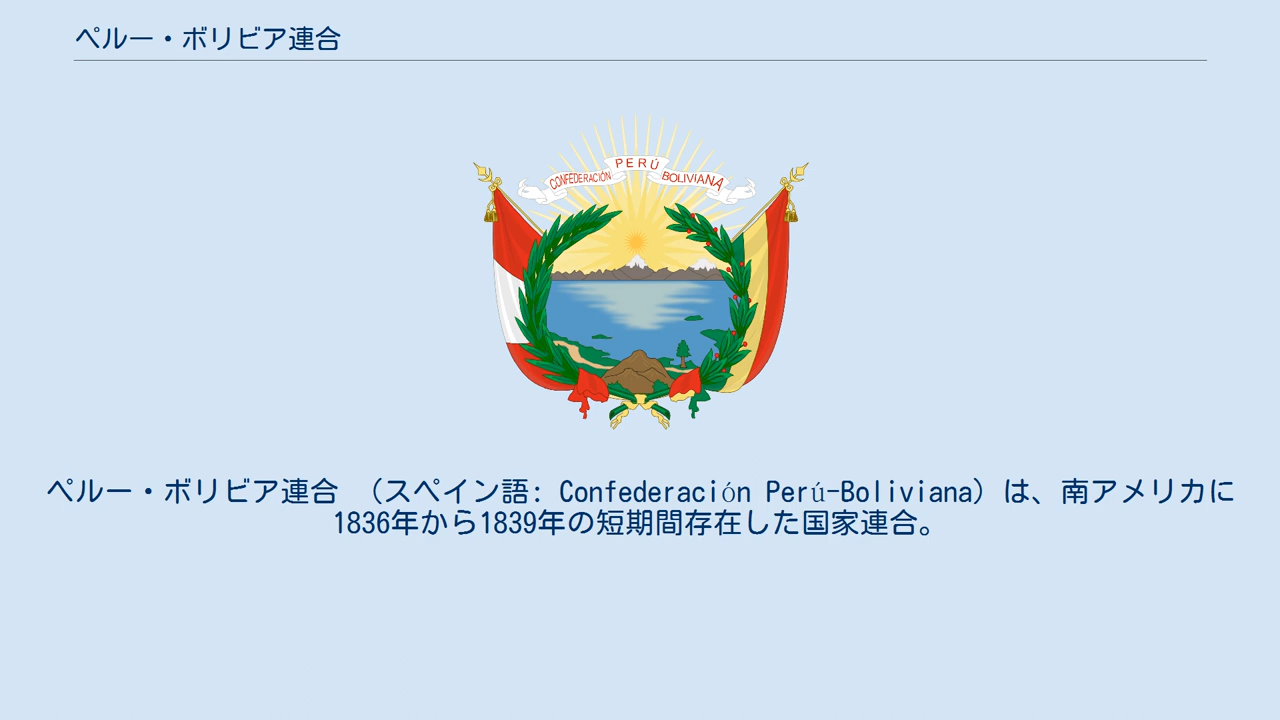 ペルー・ボリビア連合
PERÚ
CONFEDERACIÓN
BOLIVIANA
ペルー・ボリビア連合 （スペイン語: Confederación Perú-Boliviana）は、南アメリカに
1836年から1839年の短期間存在した国家連合。